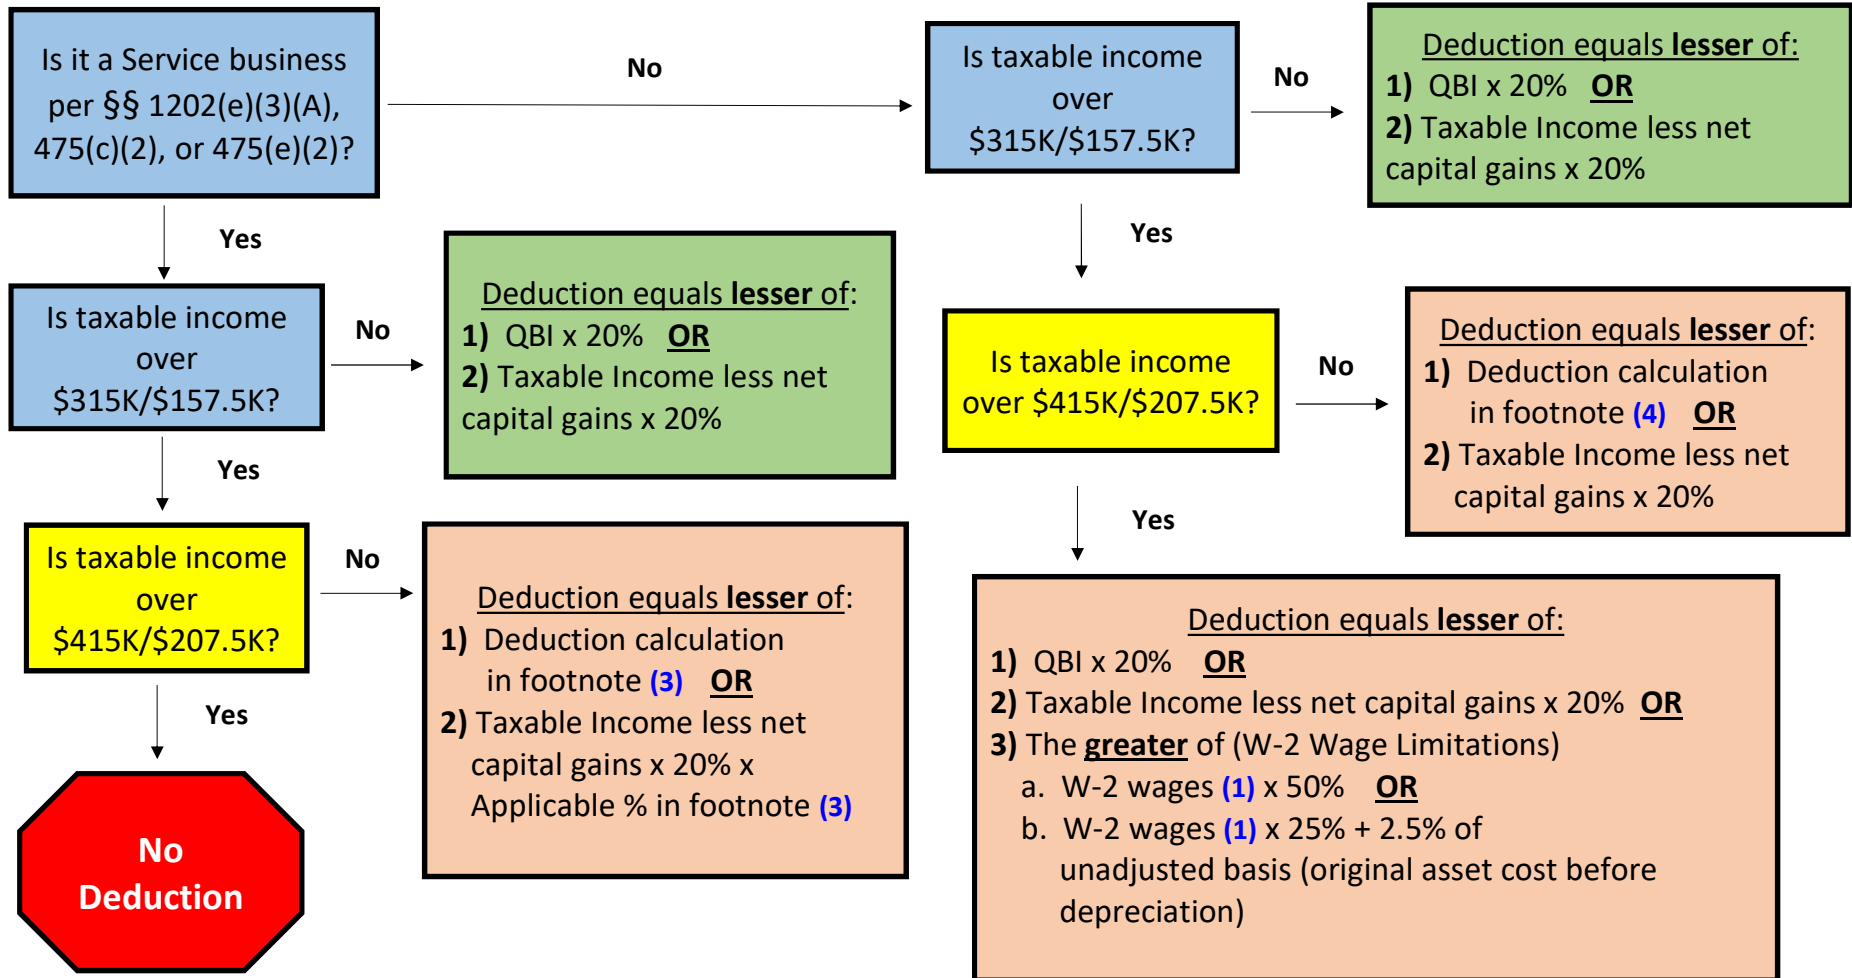 Is it a Service business
per §§ 1202(e)(3)(A),
475(c)(2), or 475(e)(2)?
No
Is taxable income
over
$315K/$157.5K?
No
Deduction equals lesser of:
1) QBI x 20% OR
2) Taxable Income less net
capital gains x 20%
Yes
Yes
Is taxable income
over
$315K/$157.5K?
No
Deduction equals lesser of:
1) QBI x 20% OR
2) Taxable Income less net
capital gains x 20%
Is taxable income
over $415K/$207.5K?
No
Deduction equals lesser of:
1) Deduction calculation
in footnote (4) OR
2) Taxable Income less net
capital gains x 20%
Yes
Yes
Is taxable income
over
$415K/$207.5K?
No
Deduction equals lesser of:
1) Deduction calculation
in footnote (3) OR
2) Taxable Income less net
capital gains x 20% x
Applicable % in footnote (3)
Deduction equals lesser of:
1) QBI x 20% OR
2) Taxable Income less net capital gains x 20% OR
3) The greater of (W-2 Wage Limitations)
a. W-2 wages (1) x 50% OR
b. W-2 wages (1) x 25% + 2.5% of
unadjusted basis (original asset cost before
depreciation)
Yes
No
Deduction